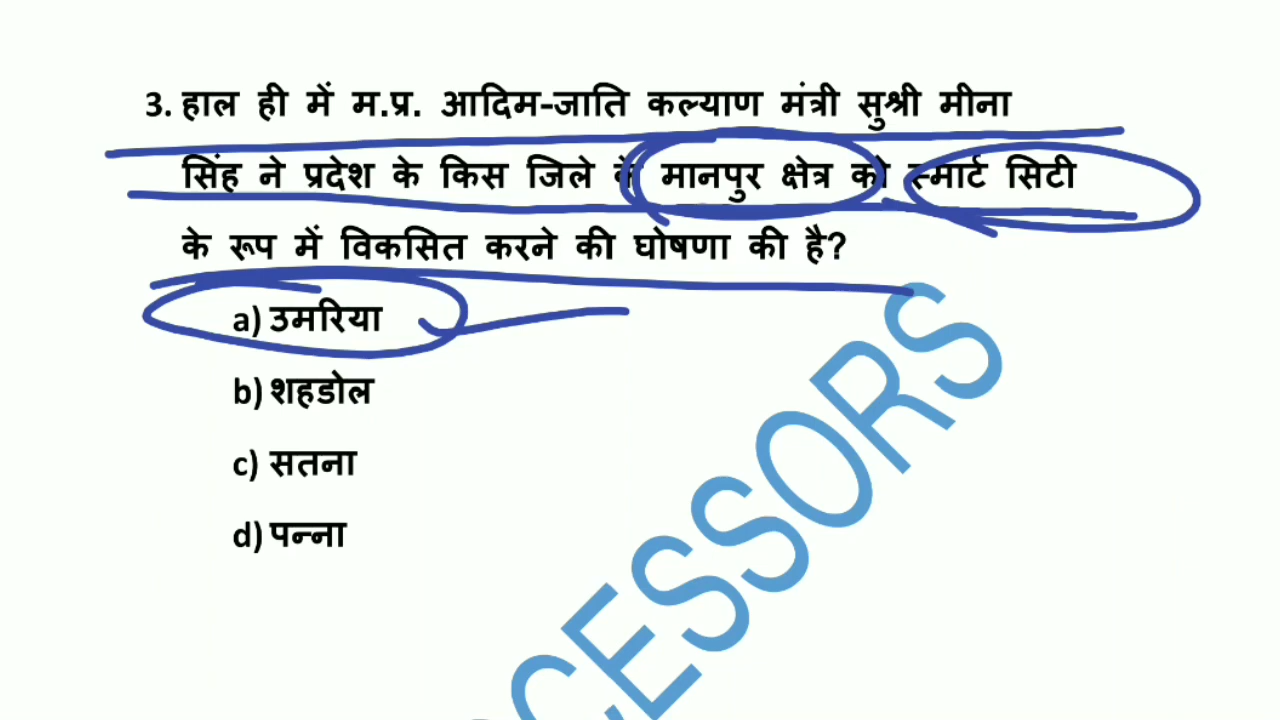 3. हाल ही में म.प्र. आदिम-जाति कल्याण मंत्री सुश्री मीना
सिंह ने प्रदेश के किस जिले के मानपुर क्षेत्र को स्मार्ट सिटी
के रूप में विकसित करने की घोषणा की है?
a) उमरिया
b) शहडोल
c) सतना
d) पन्ना
CESSORS